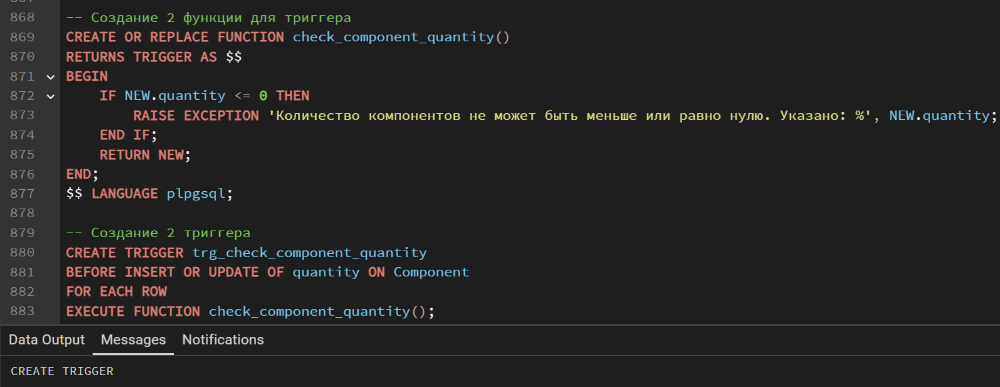 868 -- Создание 2 функции для триггера
869 CREATE OR REPLACE FUNCTION check_component_quantity()
870 RETURNS TRIGGER AS $$
871 BEGIN
872 IF NEW.quantity <= 0 THEN
873 RAISE EXCEPTION 'Количество компонентов не может быть меньше или равно нулю. Указано: %', NEW.quantity;
874 END IF;
875 RETURN NEW;
876 END;
877 $$ LANGUAGE plpgsql;
878
879 -- Создание 2 триггера
880 CREATE TRIGGER trg_check_component_quantity
881 BEFORE INSERT OR UPDATE OF quantity ON Component
882 FOR EACH ROW
883 EXECUTE FUNCTION check_component_quantity();
Data Output Messages Notifications
CREATE TRIGGER